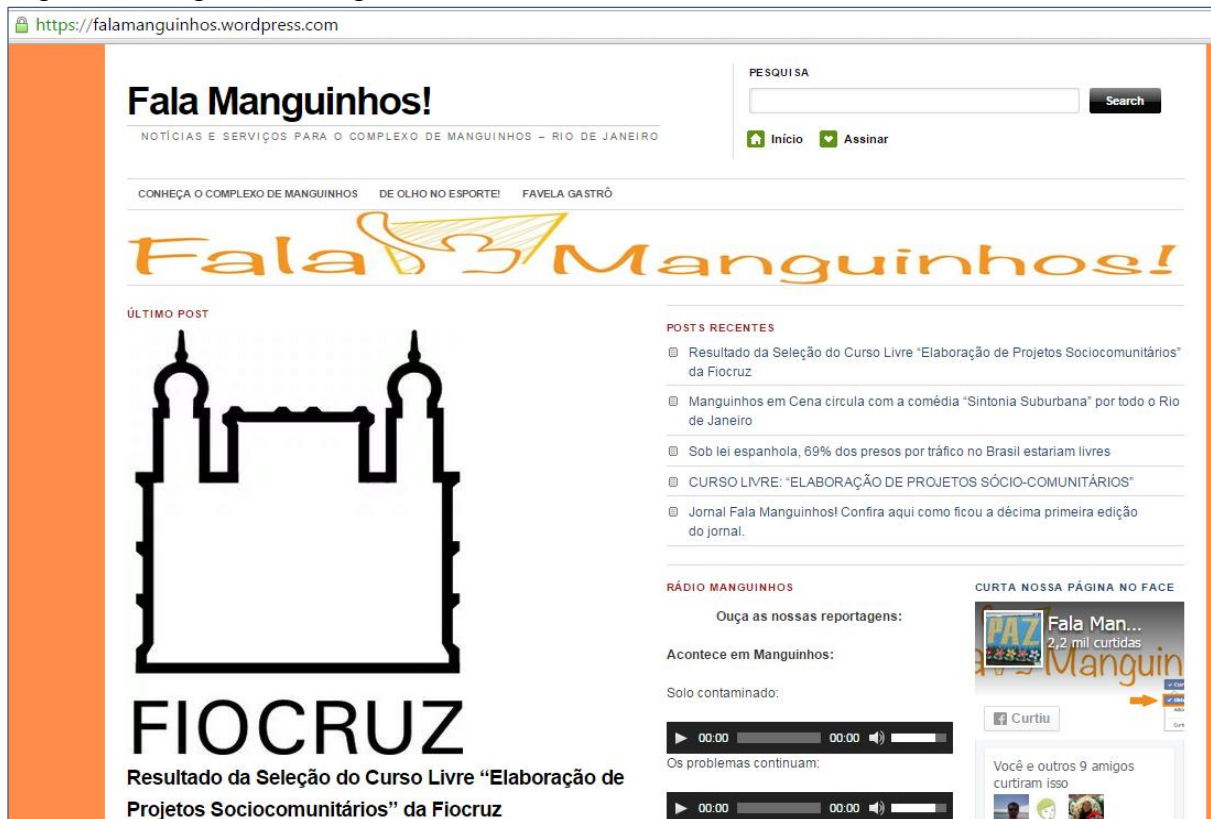 https://falamanguinhos.wordpress.com
Fala Manguinhos!
NOTÍCIAS E SERVIÇOS PARA O COMPLEXO DE MANGUINHOS – RIO DE JANEIRO
PESQUISA
Search
Início
Assinar
CONHEÇA O COMPLEXO DE MANGUINHOS DE OLHO NO ESPORTE! FAVELA GASTRÔ
Fala Manguinhos!
ÚLTIMO POST
FIOCRUZ
Resultado da Seleção do Curso Livre “Elaboração de
Projetos Sociocomunitários” da Fiocruz
POSTS RECENTES
Resultado da Seleção do Curso Livre “Elaboração de Projetos Sociocomunitários”
da Fiocruz
Manguinhos em Cena circula com a comédia “Sintonia Suburbana” por todo o Rio
de Janeiro
Sob lei espanhola, 69% dos presos por tráfico no Brasil estariam livres
CURSO LIVRE: “ELABORAÇÃO DE PROJETOS SÓCIO-COMUNITÁRIOS”
Jornal Fala Manguinhos! Confira aqui como ficou a décima primeira edição
do jornal.
RÁDIO MANGUINHOS
Ouça as nossas reportagens:
Acontece em Manguinhos:
Solo contaminado:
00:00 00:00
Os problemas continuam:
00:00 00:00
CURTA NOSSA PÁGINA NO FACE
PAZ
Fala Man...
2,2 mil curtidas
Manguin
Curtiu
Você e outros 9 amigos
curtiram isso